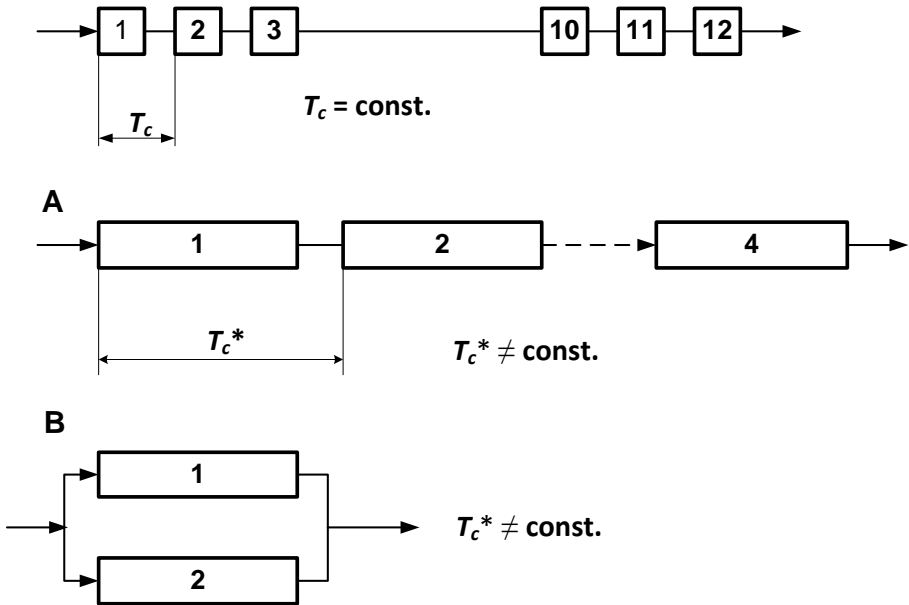 1 2 3 10 11 12
T_c = const.
T_c
A
1 2 4
T_c*
T_c* ≠ const.
B
1
T_c* ≠ const.
2